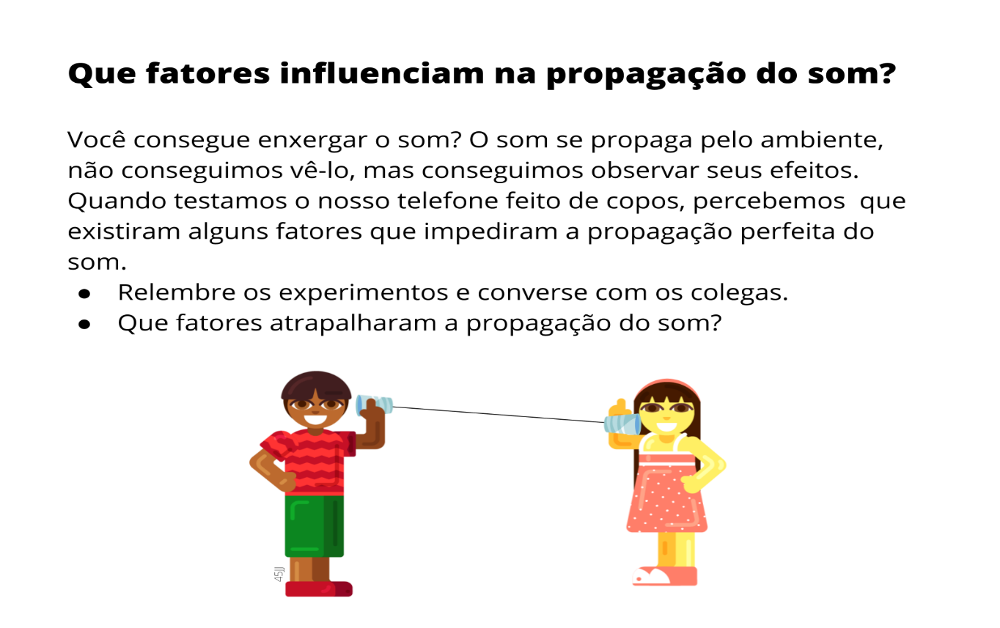 Que fatores influenciam na propagação do som?
Você consegue enxergar o som? O som se propaga pelo ambiente,
não conseguimos vê-lo, mas conseguimos observar seus efeitos.
Quando testamos o nosso telefone feito de copos, percebemos  que
existiram alguns fatores que impediram a propagação perfeita do
som.
● Relembre os experimentos e converse com os colegas.
● Que fatores atrapalharam a propagação do som?
45JJ